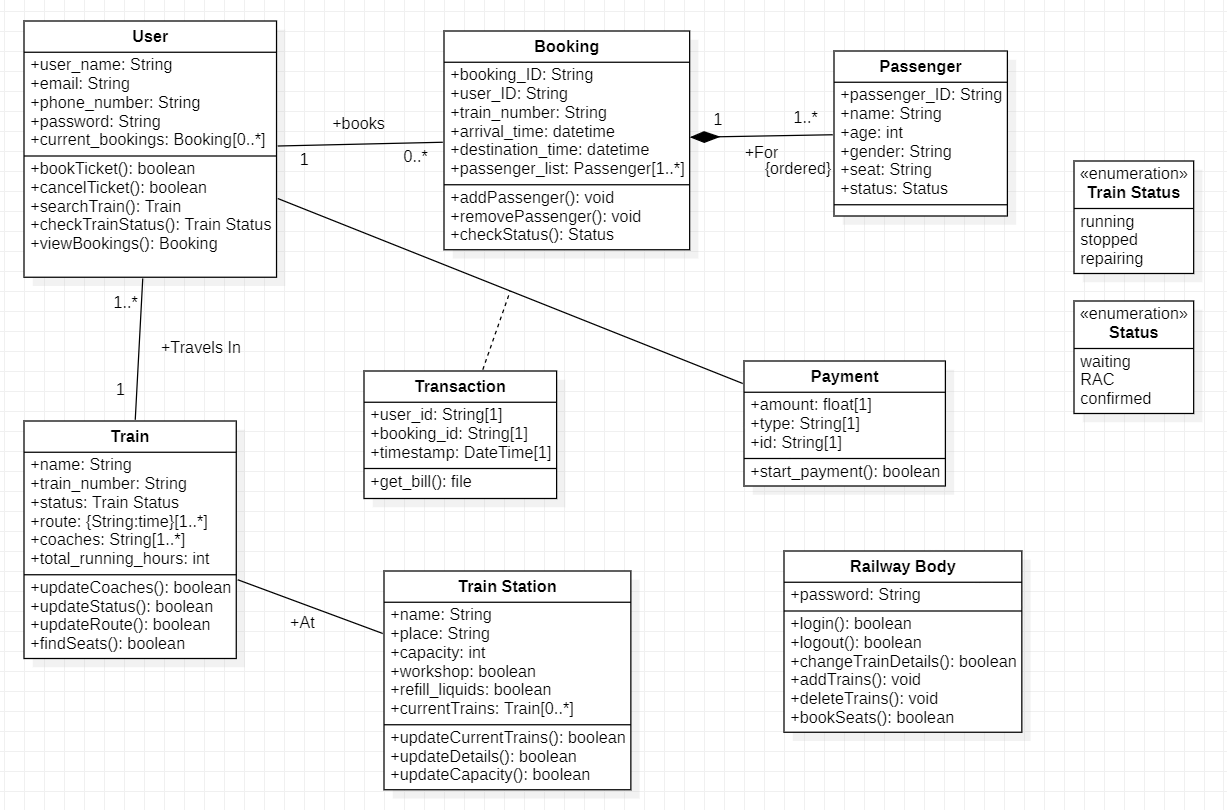 User
+user_name: String
+email: String
+phone_number: String
+password: String
+current_bookings: Booking[0..*]
+bookTicket(): boolean
+cancelTicket(): boolean
+searchTrain(): Train
+checkTrainStatus(): Train Status
+viewBookings(): Booking
+books
1
0..*
Booking
+booking_ID: String
+user_ID: String
+train_number: String
+arrival_time: datetime
+destination_time: datetime
+passenger_list: Passenger[1..*]
+addPassenger(): void
+removePassenger(): void
+checkStatus(): Status
1
1..*
+For
{ordered}
Passenger
+passenger_ID: String
+name: String
+age: int
+gender: String
+seat: String
+status: Status
«enumeration»
Train Status
running
stopped
repairing
«enumeration»
Status
waiting
RAC
confirmed
1..*
+Travels In
1
Transaction
+user_id: String[1]
+booking_id: String[1]
+timestamp: DateTime[1]
+get_bill(): file
Payment
+amount: float[1]
+type: String[1]
+id: String[1]
+start_payment(): boolean
Train
+name: String
+train_number: String
+status: Train Status
+route: {String:time}[1..*]
+coaches: String[1..*]
+total_running_hours: int
+updateCoaches(): boolean
+updateStatus(): boolean
+updateRoute(): boolean
+findSeats(): boolean
+At
Train Station
+name: String
+place: String
+capacity: int
+workshop: boolean
+refill_liquids: boolean
+currentTrains: Train[0..*]
+updateCurrentTrains(): boolean
+updateDetails(): boolean
+updateCapacity(): boolean
Railway Body
+password: String
+login(): boolean
+logout(): boolean
+changeTrainDetails(): boolean
+addTrains(): void
+deleteTrains(): void
+bookSeats(): boolean